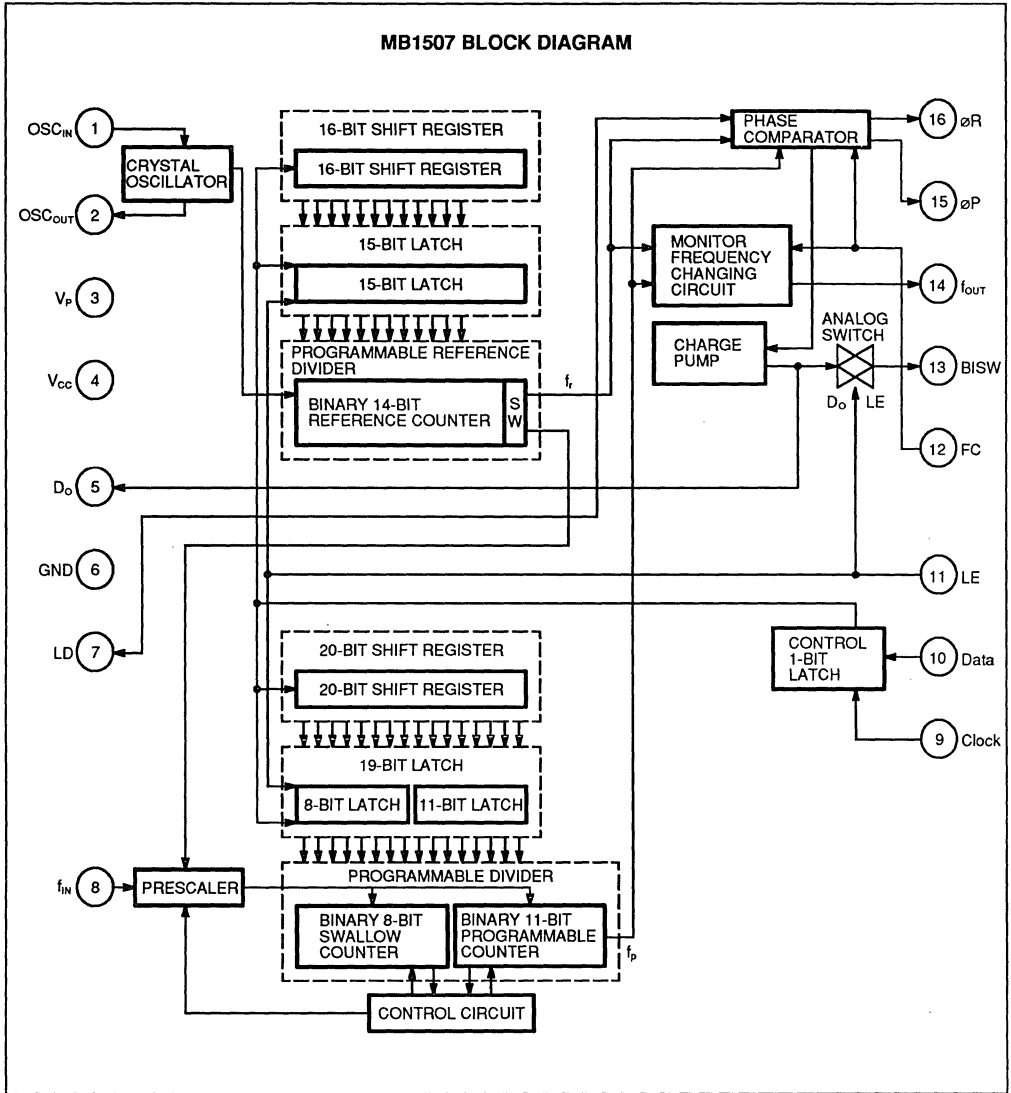 MB1507 BLOCK DIAGRAM
OSCIN 1
CRYSTAL
OSCILLATOR
OSCOUT 2
VP 3
VCC 4
DO 5
GND 6
LD 7
fIN 8
PRESCALER
16-BIT SHIFT REGISTER
16-BIT SHIFT REGISTER
15-BIT LATCH
15-BIT LATCH
PROGRAMMABLE REFERENCE
DIVIDER
BINARY 14-BIT
REFERENCE COUNTER
S
W
fr
20-BIT SHIFT REGISTER
20-BIT SHIFT REGISTER
19-BIT LATCH
8-BIT LATCH
11-BIT LATCH
PROGRAMMABLE DIVIDER
BINARY 8-BIT
SWALLOW
COUNTER
BINARY 11-BIT
PROGRAMMABLE
COUNTER
fp
CONTROL CIRCUIT
PHASE
COMPARATOR
MONITOR
FREQUENCY
CHANGING
CIRCUIT
CHARGE
PUMP
ANALOG
SWITCH
DO LE
CONTROL
1-BIT
LATCH
16 øR
15 øP
14 fOUT
13 BISW
12 FC
11 LE
10 Data
9 Clock